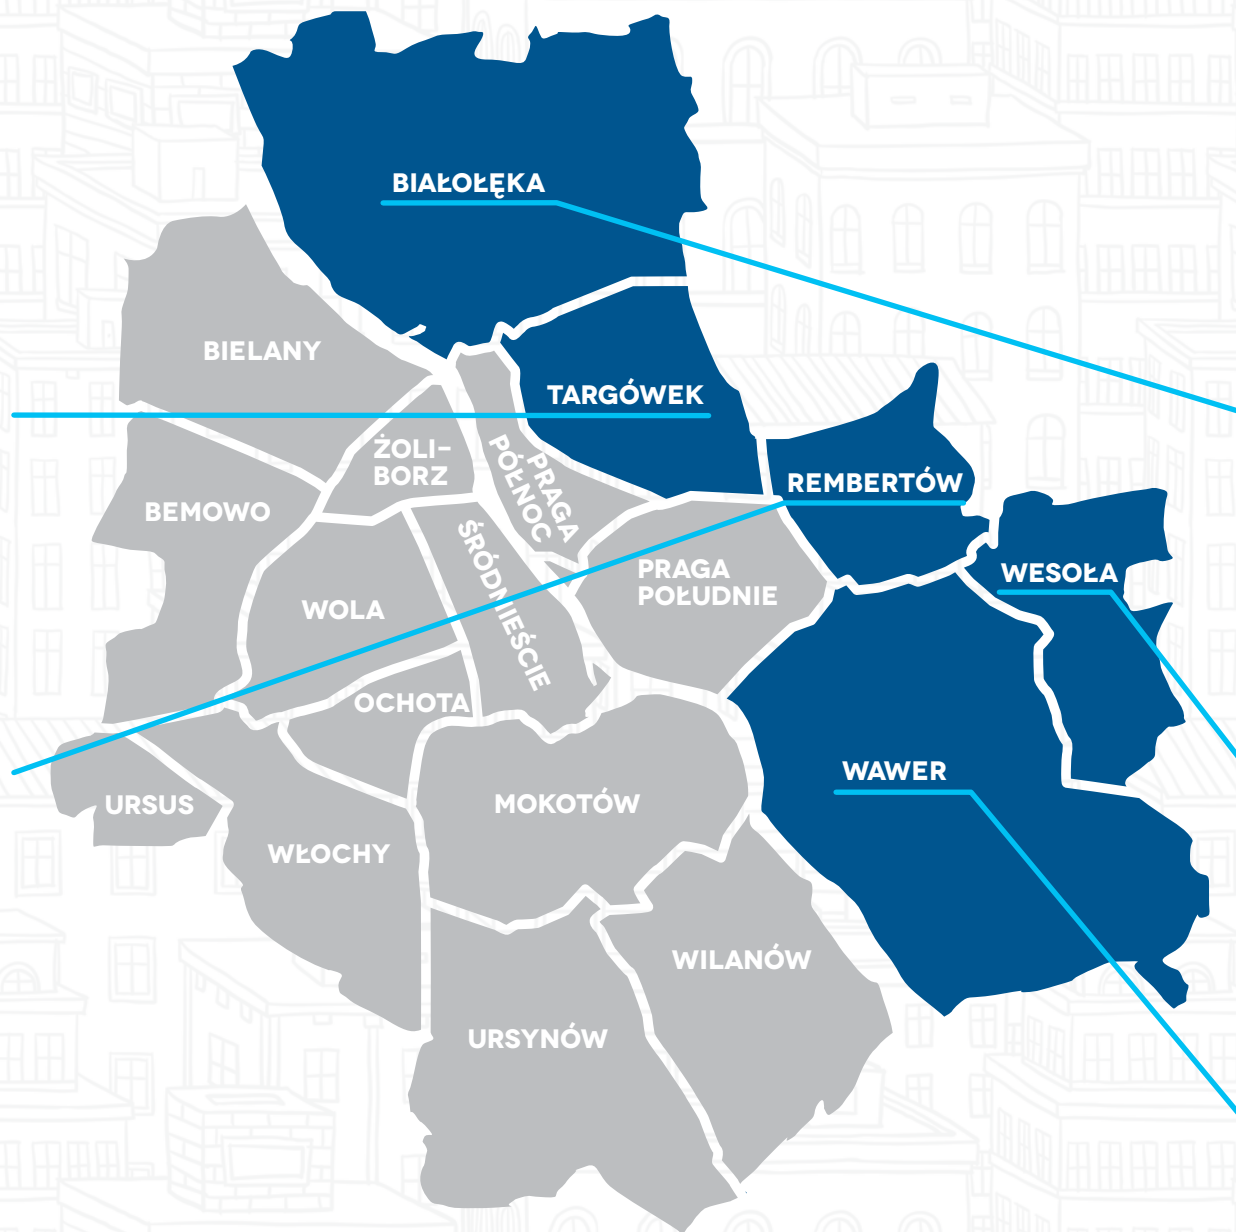 BIAŁOŁĘKA
BIELANY
TARGÓWEK
ŻOLI-
BORZ
PRAGA
PÓŁNOC
REMBERTÓW
BEMOWO
ŚRÓDMIEŚCIE
PRAGA
POŁUDNIE
WESOŁA
WOLA
OCHOTA
WAWER
URSUS
MOKOTÓW
WŁOCHY
WILANÓW
URSYNÓW